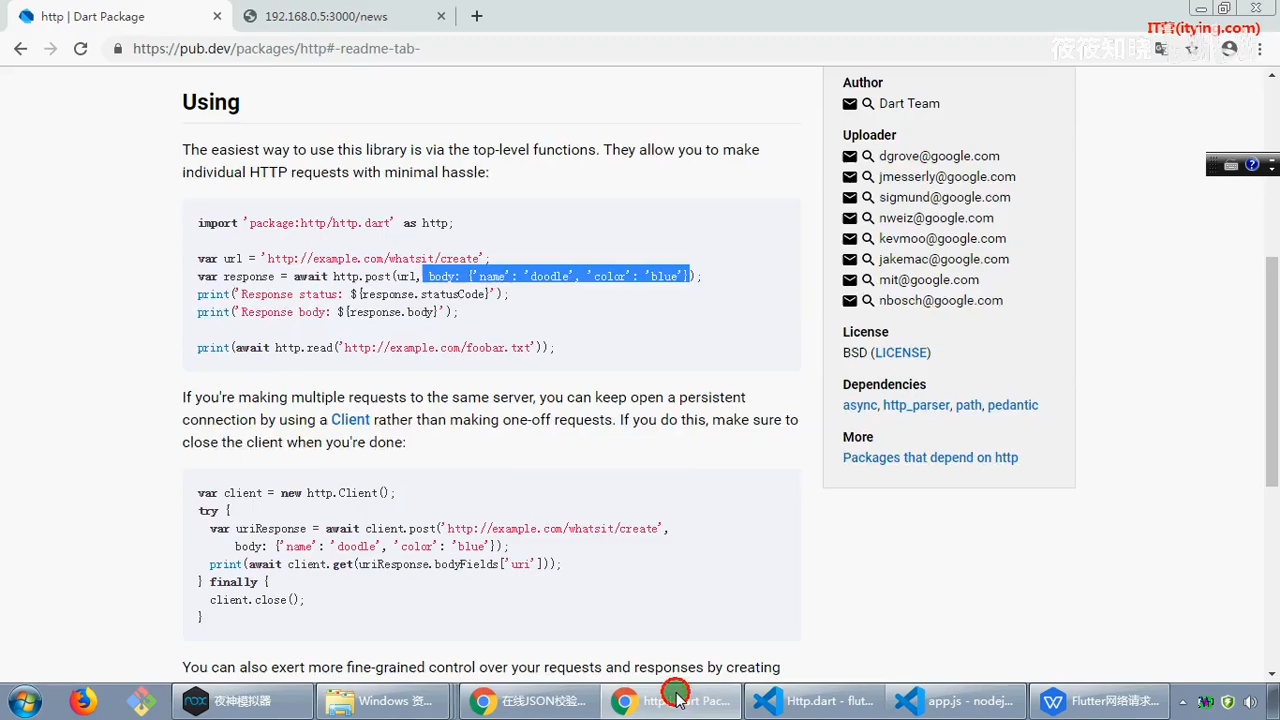 http | Dart Package
192.168.0.5:3000/news
https://pub.dev/packages/http#-readme-tab-
(itying.com)
筱筱知晓
Using
The easiest way to use this library is via the top-level functions. They allow you to make
individual HTTP requests with minimal hassle:
import 'package:http/http.dart' as http;
var url = 'http://example.com/whatsit/create';
var response = await http.post(url, body: {'name': 'doodle', 'color': 'blue'});
print('Response status: ${response.statusCode}');
print('Response body: ${response.body}');
print(await http.read('http://example.com/foobar.txt'));
If you're making multiple requests to the same server, you can keep open a persistent
connection by using a Client rather than making one-off requests. If you do this, make sure to
close the client when you're done:
var client = new http.Client();
try {
var uriResponse = await client.post('http://example.com/whatsit/create',
body: {'name': 'doodle', 'color': 'blue'});
print(await client.get(uriResponse.bodyFields['uri']));
} finally {
client.close();
}
You can also exert more fine-grained control over your requests and responses by creating
Author
Dart Team
Uploader
dgrove@google.com
jmesserly@google.com
sigmund@google.com
nweiz@google.com
kevmoo@google.com
jakemac@google.com
mit@google.com
nbosch@google.com
License
BSD (LICENSE)
Dependencies
async, http_parser, path, pedantic
More
Packages that depend on http
nox
夜神模拟器
Windows 资...
在线JSON校验...
http | Dart Pac...
Http.dart - flut...
app.js - nodej...
Flutter网络请求...